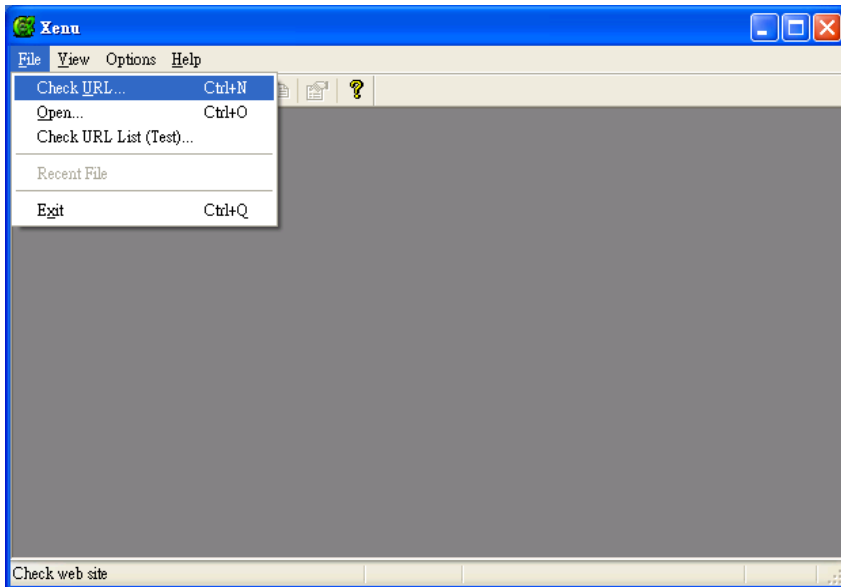 Xenu
File View Options Help
Check URL... Ctrl+N
Open... Ctrl+O
Check URL List (Test)...
Recent File
Exit Ctrl+Q
Check web site